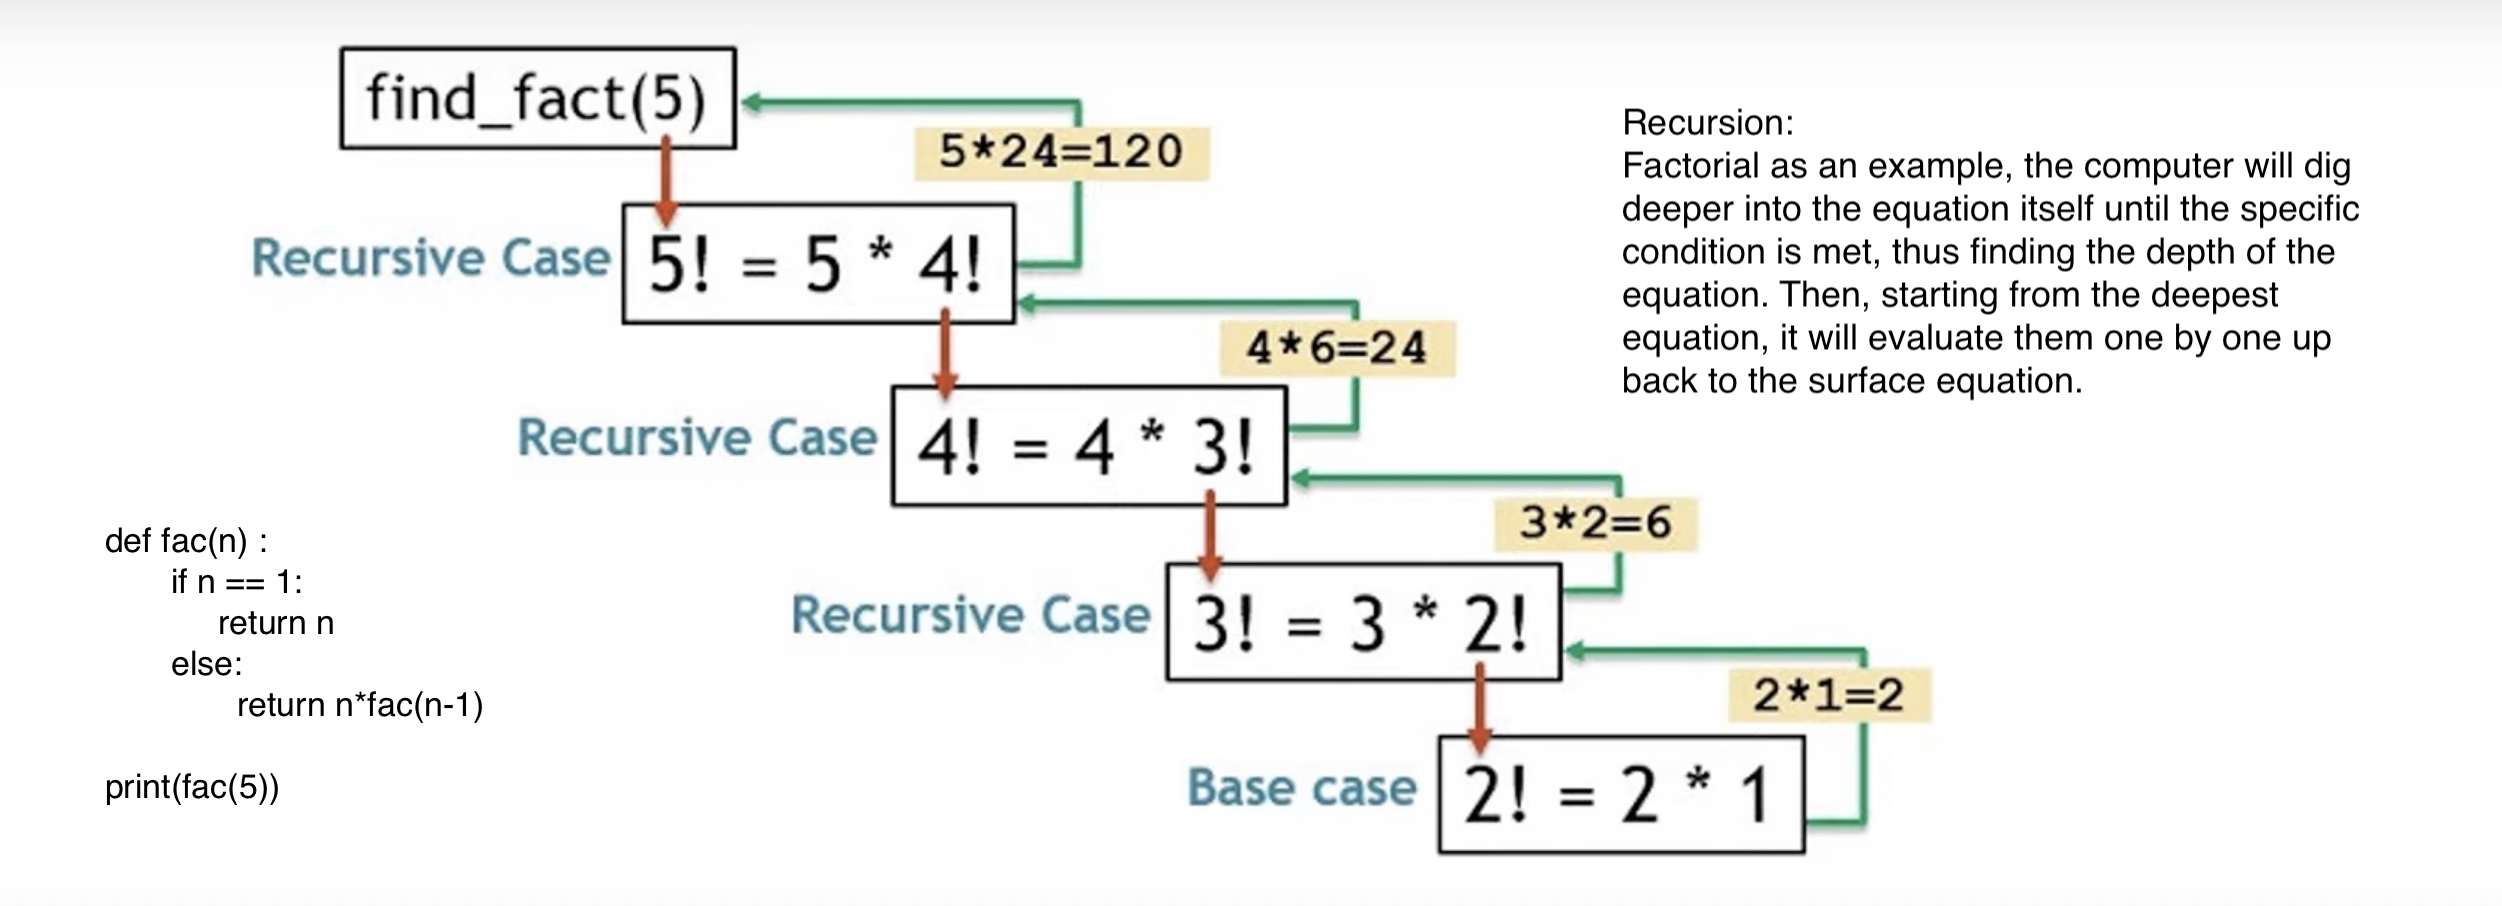 find_fact(5)
5*24=120
Recursive Case
5! = 5 * 4!
4*6=24
Recursive Case
4! = 4 * 3!
3*2=6
Recursive Case
3! = 3 * 2!
2*1=2
Base case
2! = 2 * 1
Recursion:
Factorial as an example, the computer will dig
deeper into the equation itself until the specific
condition is met, thus finding the depth of the
equation. Then, starting from the deepest
equation, it will evaluate them one by one up
back to the surface equation.
def fac(n) :
if n == 1:
return n
else:
return n*fac(n-1)
print(fac(5))